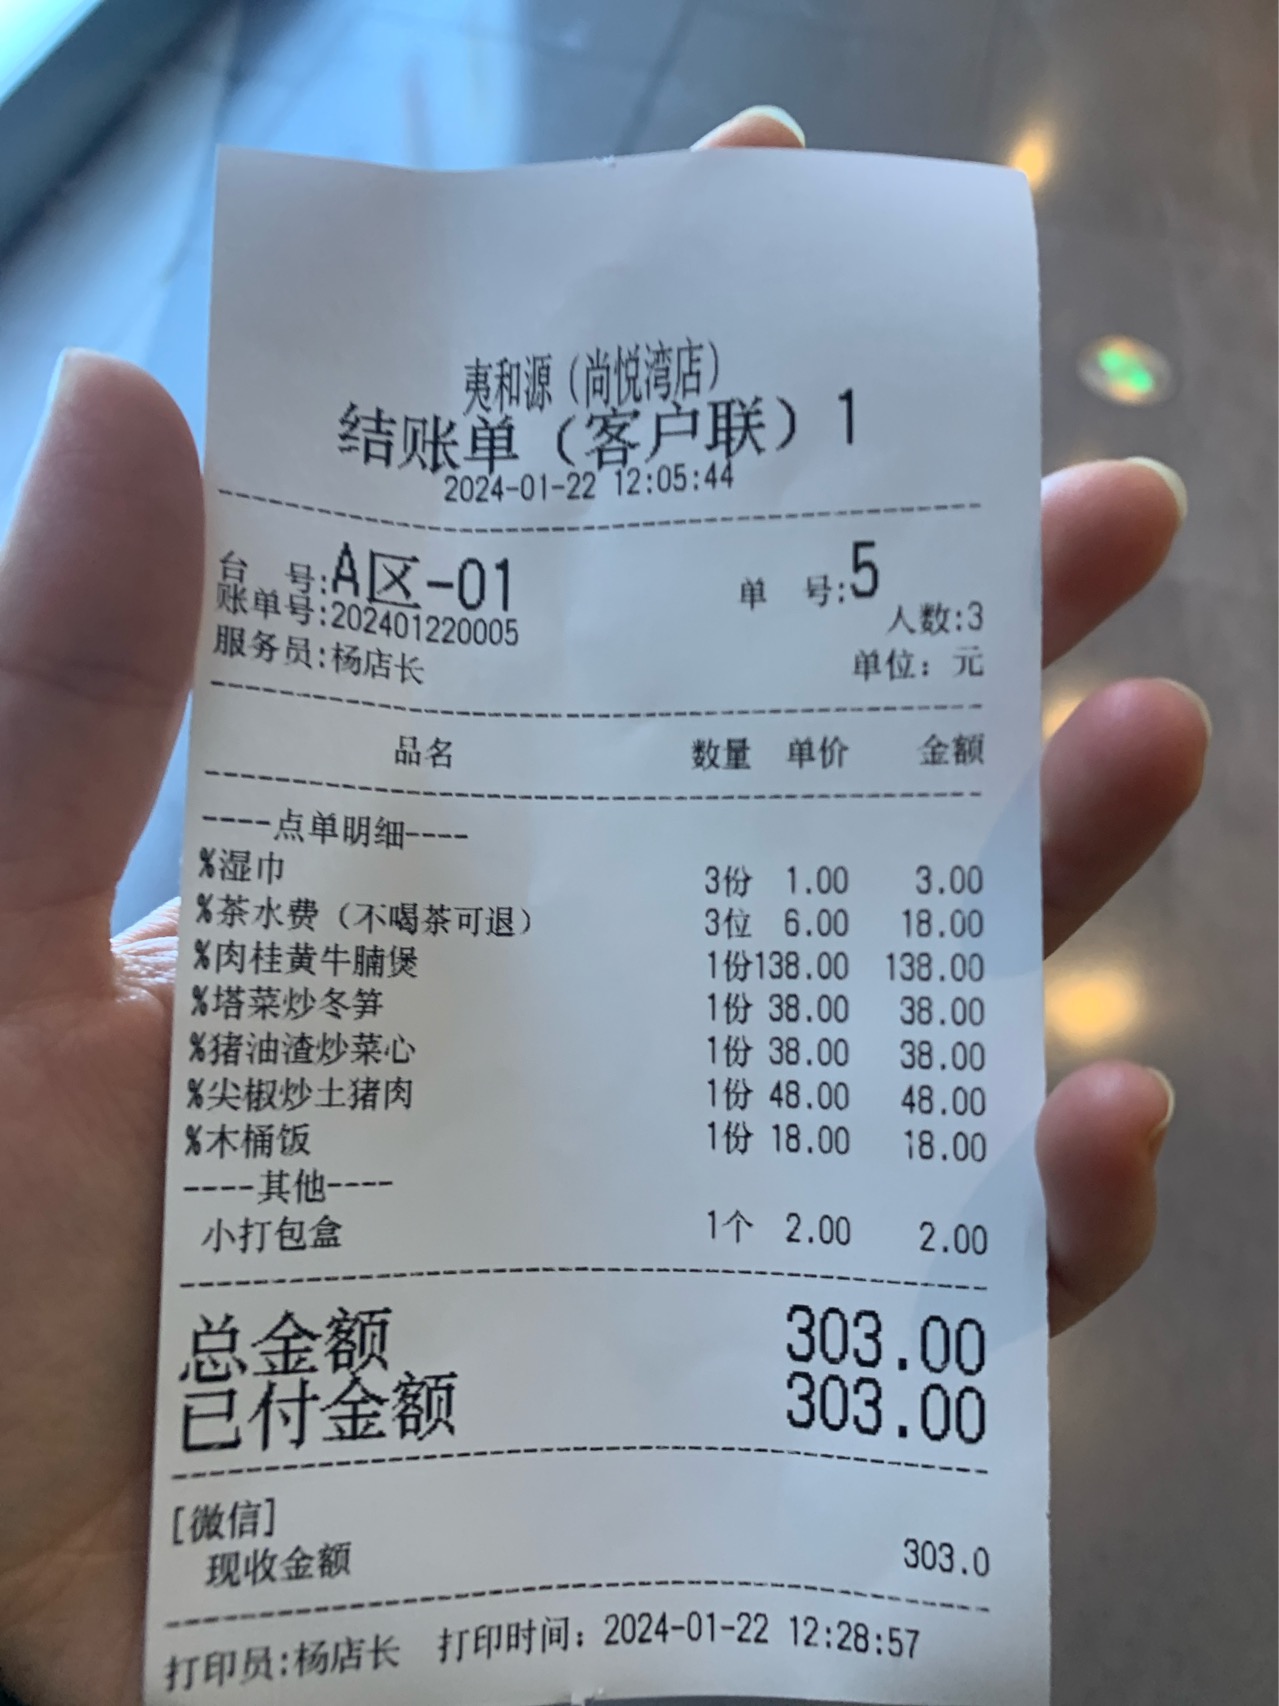 夷和源（尚悦湾店）
结账单（客户联）1
2024-01-22 12:05:44
台 号:A区-01 单 号:5
账单号:202401220005 人数:3
服务员:杨店长 单位：元
品名 数量 单价 金额
----点单明细----
%湿巾 3份 1.00 3.00
%茶水费（不喝茶可退） 3位 6.00 18.00
%肉桂黄牛腩煲 1份138.00 138.00
%塔菜炒冬笋 1份 38.00 38.00
%猪油渣炒菜心 1份 38.00 38.00
%尖椒炒土猪肉 1份 48.00 48.00
%木桶饭 1份 18.00 18.00
----其他----
小打包盒 1个 2.00 2.00
总金额 303.00
已付金额 303.00
[微信]
现收金额 303.0
打印员:杨店长 打印时间：2024-01-22 12:28:57